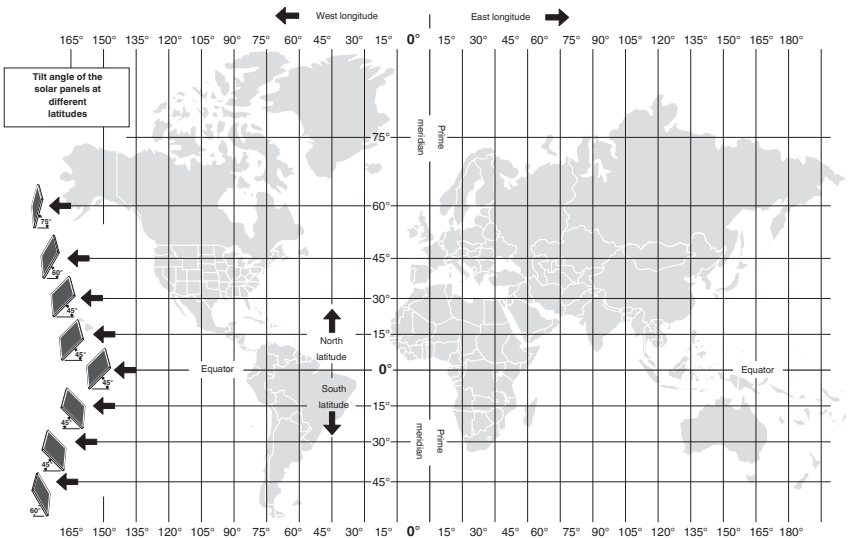 West longitude East longitude
165° 150° 135° 120° 105° 90° 75° 60° 45° 30° 15° 0° 15° 30° 45° 60° 75° 90° 105° 120° 135° 150° 165° 180°
Tilt angle of the
solar panels at
different
latitudes
Prime
meridian
75°
60°
75°
45°
60°
30°
45°
15°
45°
North
latitude
Equator
0°
Equator
45°
South
latitude
15°
45°
Prime
meridian
30°
45°
45°
60°
165° 150° 135° 120° 105° 90° 75° 60° 45° 30° 15° 0° 15° 30° 45° 60° 75° 90° 105° 120° 135° 150° 165° 180°